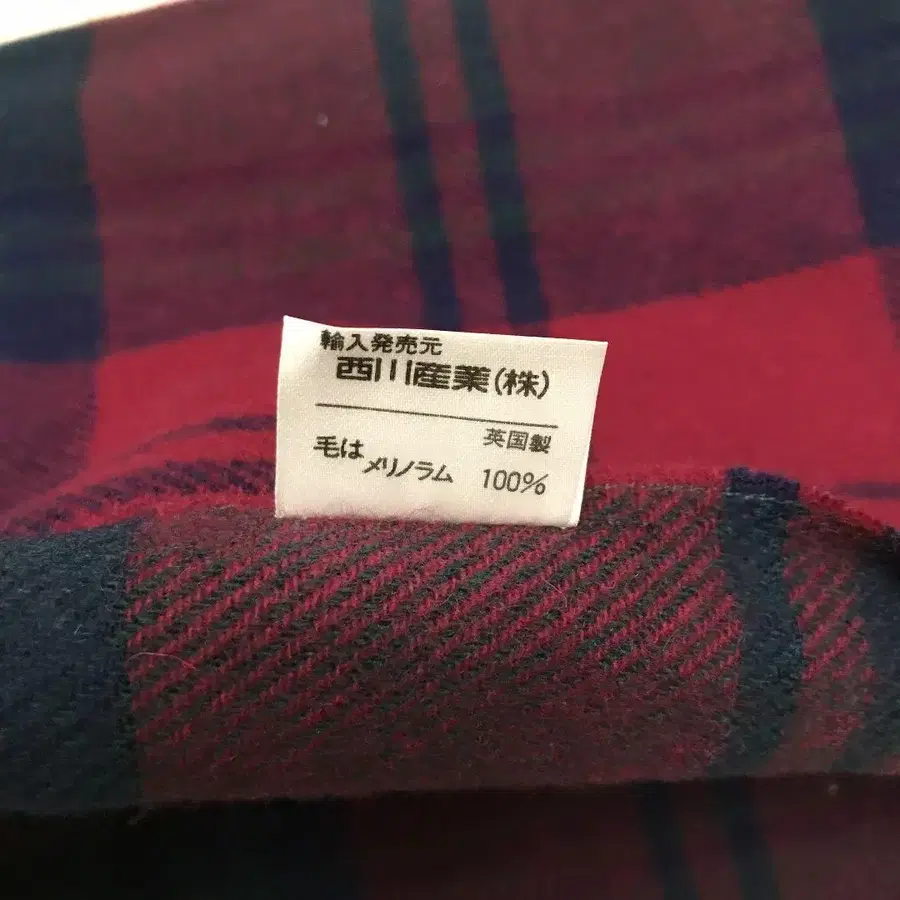 輸入発売元
西川産業(株)
英国製
毛は メリノラム 100%